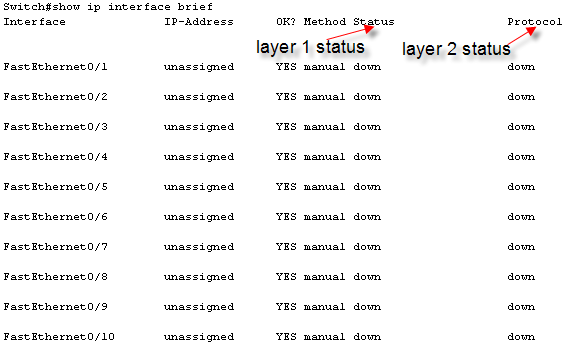 Switch#show ip interface brief
Interface IP-Address OK? Method Status Protocol
layer 1 status layer 2 status
FastEthernet0/1 unassigned YES manual down down
FastEthernet0/2 unassigned YES manual down down
FastEthernet0/3 unassigned YES manual down down
FastEthernet0/4 unassigned YES manual down down
FastEthernet0/5 unassigned YES manual down down
FastEthernet0/6 unassigned YES manual down down
FastEthernet0/7 unassigned YES manual down down
FastEthernet0/8 unassigned YES manual down down
FastEthernet0/9 unassigned YES manual down down
FastEthernet0/10 unassigned YES manual down down